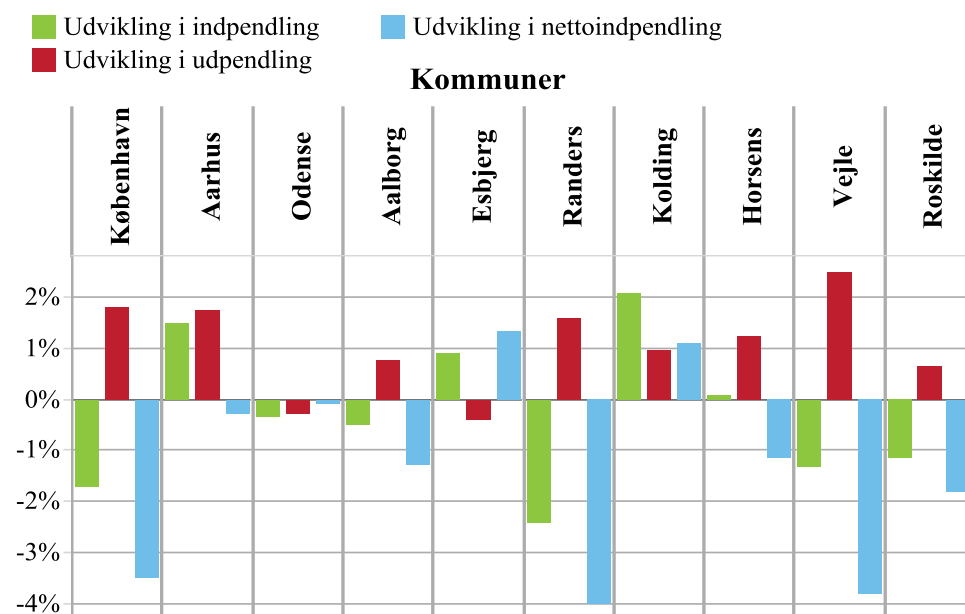 Udvikling i indpendling
Udvikling i nettoindpendling
Udvikling i udpendling
Kommuner
København
Aarhus
Odense
Aalborg
Esbjerg
Randers
Kolding
Horsens
Vejle
Roskilde
2%
1%
0%
-1%
-2%
-3%
-4%